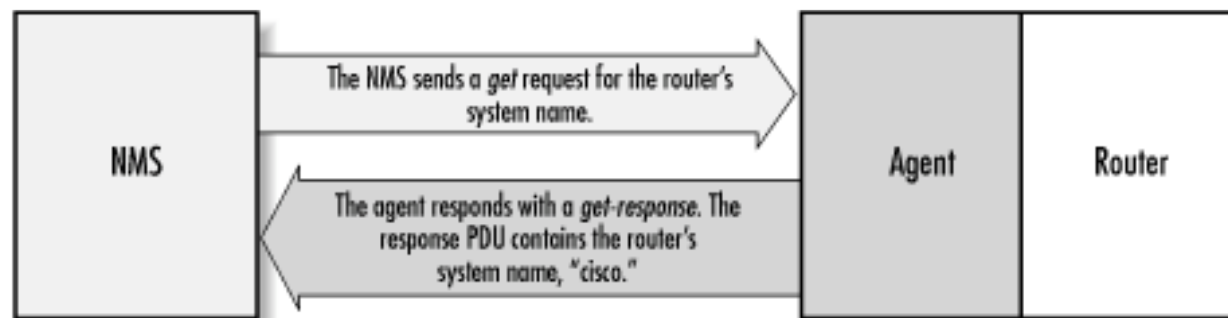 The NMS sends a get request for the router's
system name.
NMS
Agent
Router
The agent responds with a get-response. The
response PDU contains the router's
system name, “cisco.”